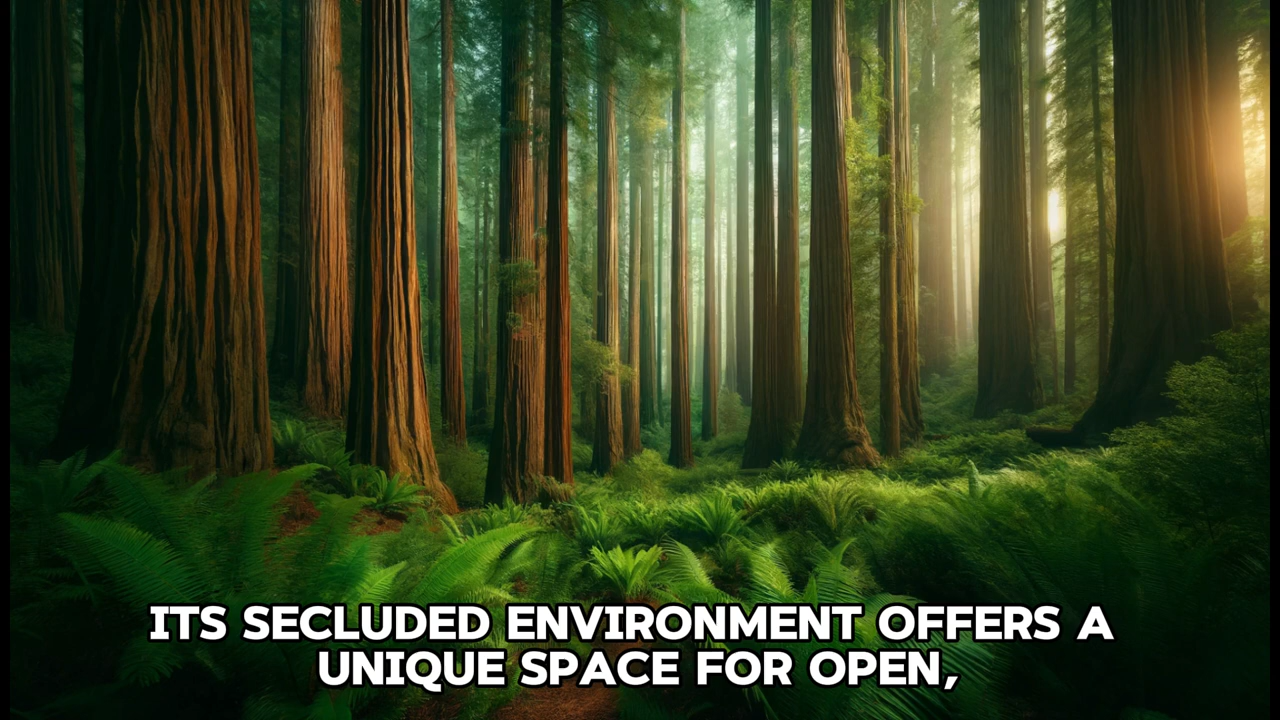 ITS SECLUDED ENVIRONMENT OFFERS A
UNIQUE SPACE FOR OPEN,